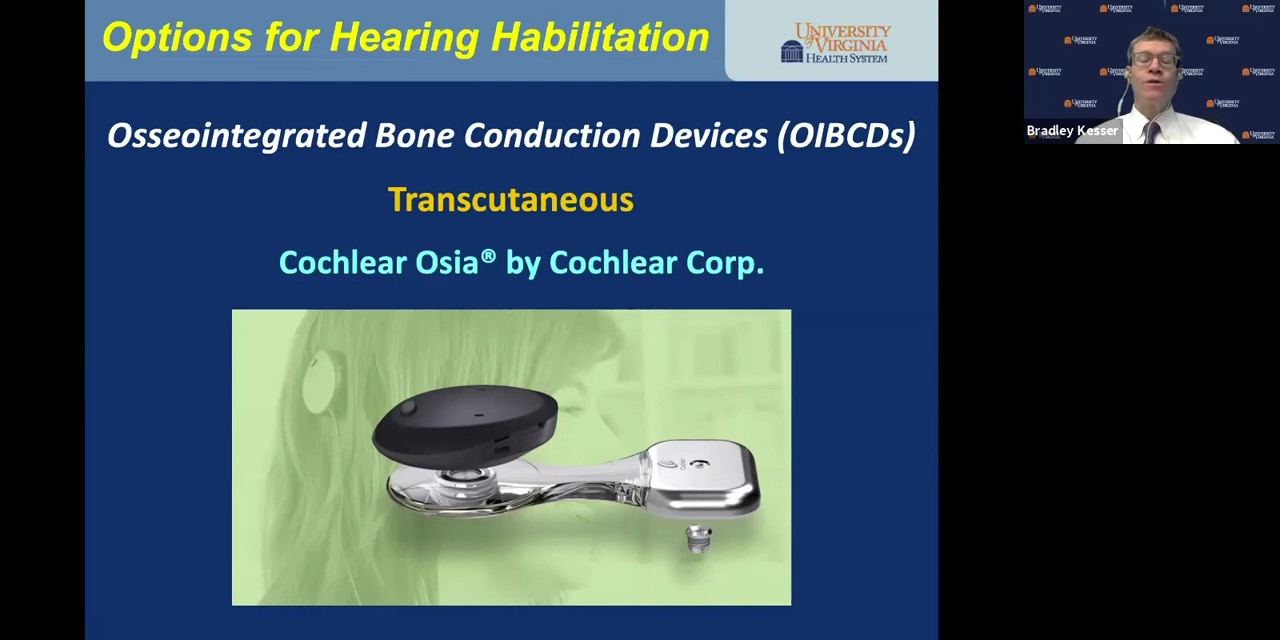 Options for Hearing Habilitation
UNIVERSITY
of VIRGINIA
HEALTH SYSTEM
Osseointegrated Bone Conduction Devices (OIBCDs)
Transcutaneous
Cochlear Osia® by Cochlear Corp.
Bradley Kesser